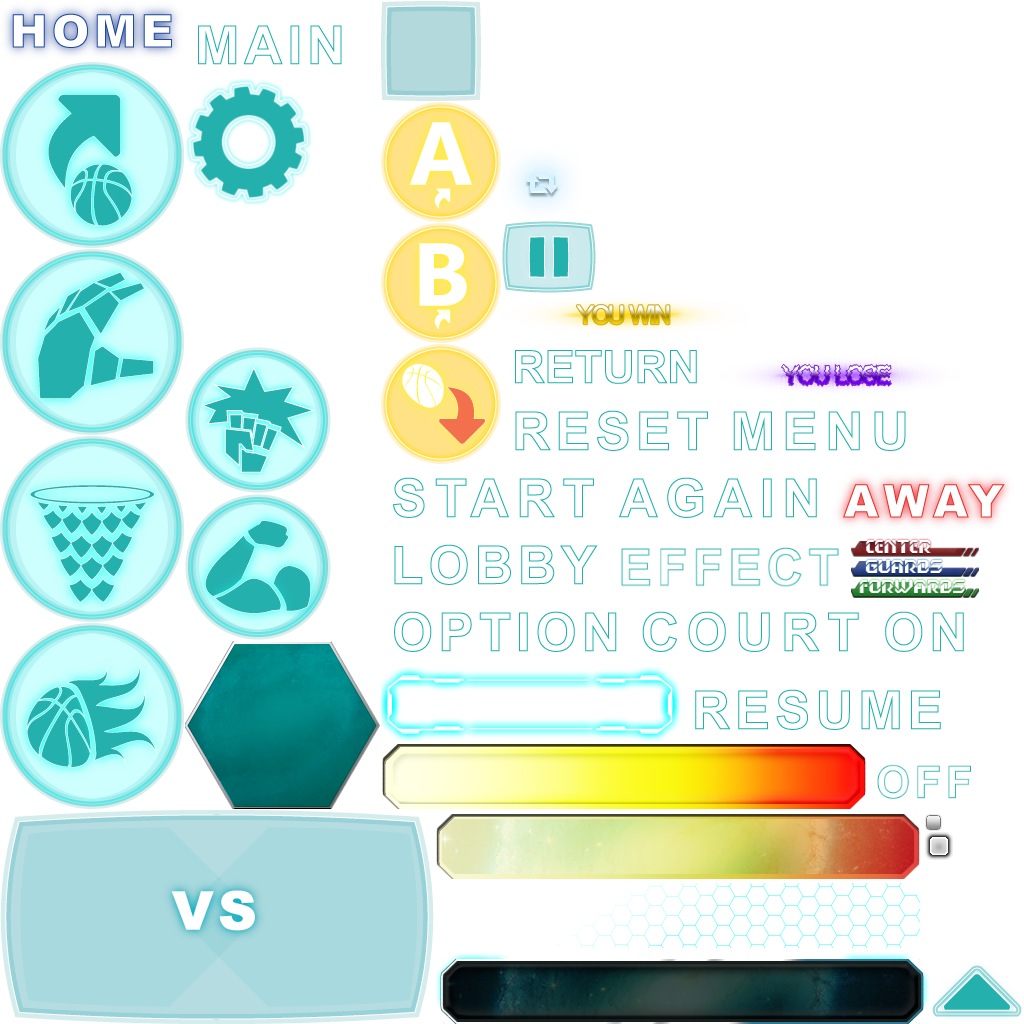 HOME
MAIN
A
B
YOU WIN
RETURN
YOU LOSE
RESET MENU
START AGAIN
AWAY
LOBBY EFFECT
CENTER
GUARDS
FORWARDS
OPTION COURT ON
RESUME
OFF
VS